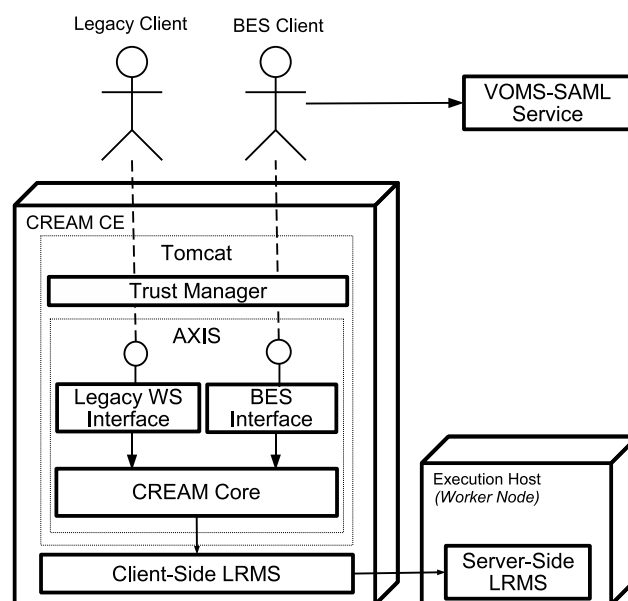 Legacy Client
BES Client
VOMS-SAML
Service
CREAM CE
Tomcat
Trust Manager
AXIS
Legacy WS
Interface
BES
Interface
CREAM Core
Execution Host
(Worker Node)
Client-Side LRMS
Server-Side
LRMS